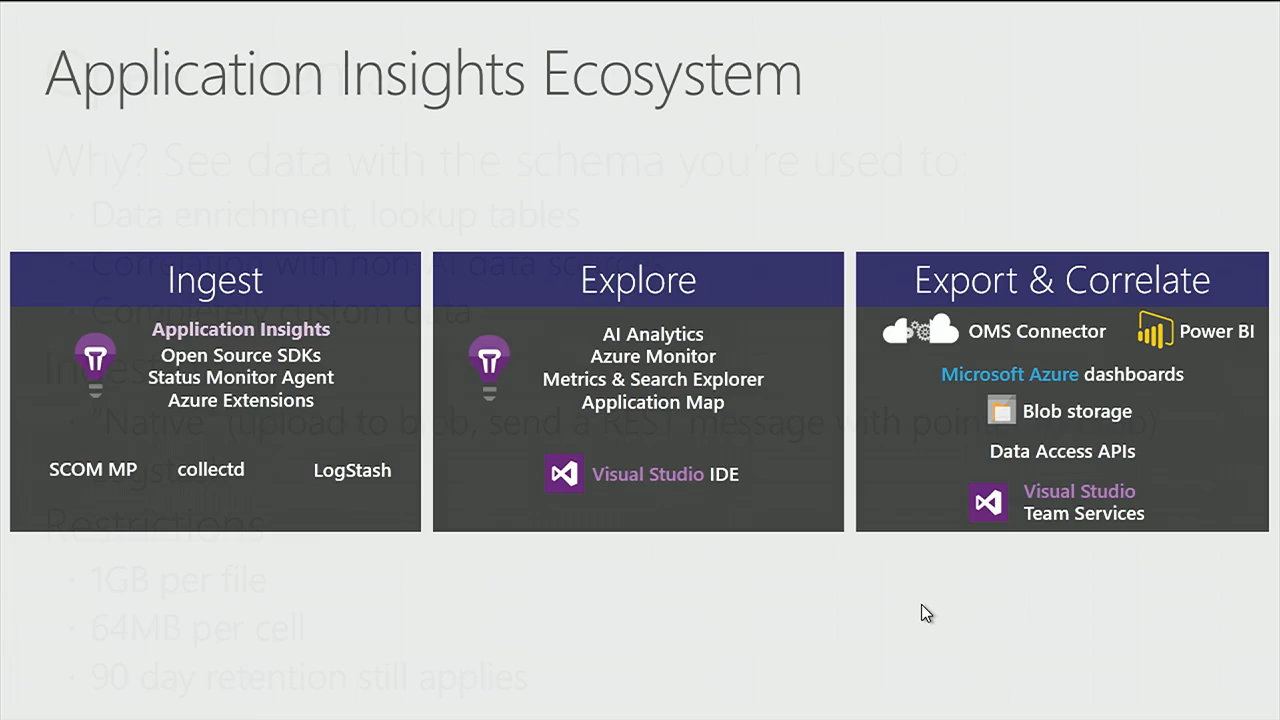 Application Insights Ecosystem
Why? See data with the schema you're used to:
· Data enrichment, lookup tables
Ingest
Application Insights
Open Source SDKs
Status Monitor Agent
Azure Extensions
SCOM MP collectd LogStash
Explore
AI Analytics
Azure Monitor
Metrics & Search Explorer
Application Map
Visual Studio IDE
Export & Correlate
OMS Connector Power BI
Microsoft Azure dashboards
Blob storage
Data Access APIs
Visual Studio
Team Services
Restrictions
· 1GB per file
· 64MB per cell
· 90 day retention still applies